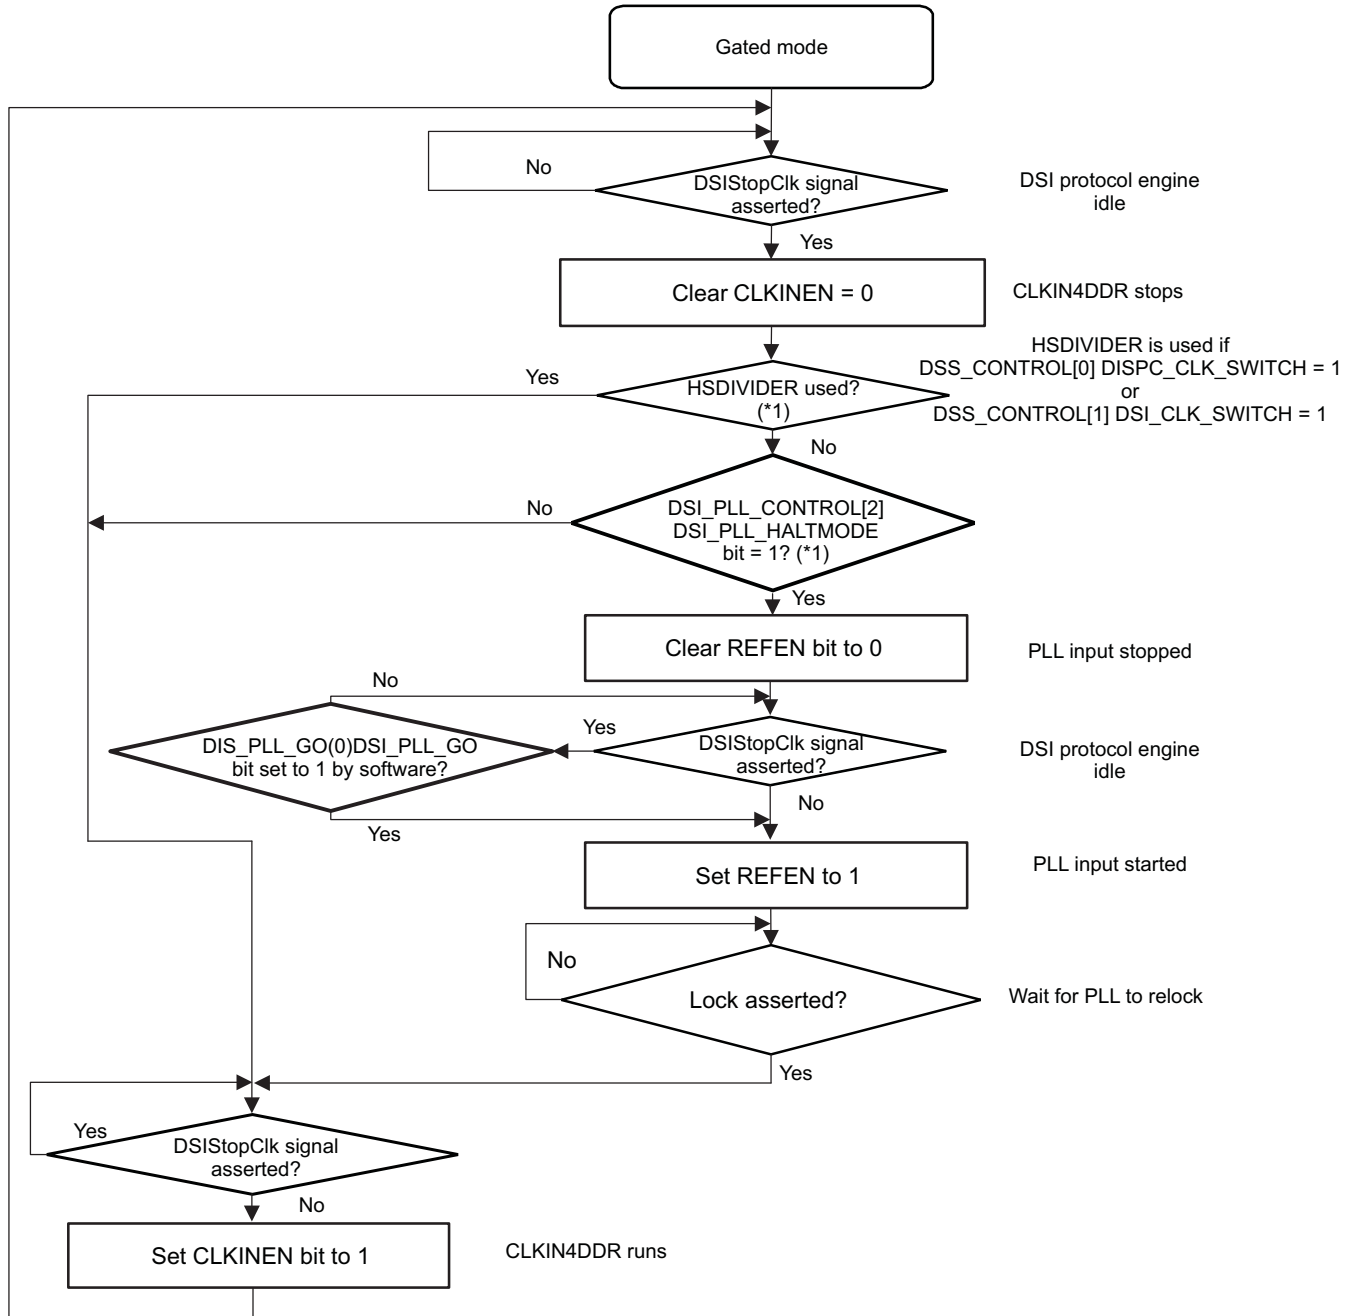 Gated mode
No
DSIStopClk signal
asserted?
DSI protocol engine
idle
Yes
Clear CLKINEN = 0
CLKIN4DDR stops
HSDIVIDER is used if
DSS_CONTROL[0] DISPC_CLK_SWITCH = 1
or
DSS_CONTROL[1] DSI_CLK_SWITCH = 1
Yes
HSDIVIDER used?
(*1)
No
No
DSI_PLL_CONTROL[2]
DSI_PLL_HALTMODE
bit = 1? (*1)
Yes
Clear REFEN bit to 0
PLL input stopped
No
DIS_PLL_GO(0)DSI_PLL_GO
bit set to 1 by software?
Yes
DSIStopClk signal
asserted?
DSI protocol engine
idle
No
Yes
Set REFEN to 1
PLL input started
No
Lock asserted?
Wait for PLL to relock
Yes
Yes
DSIStopClk signal
asserted?
No
Set CLKINEN bit to 1
CLKIN4DDR runs